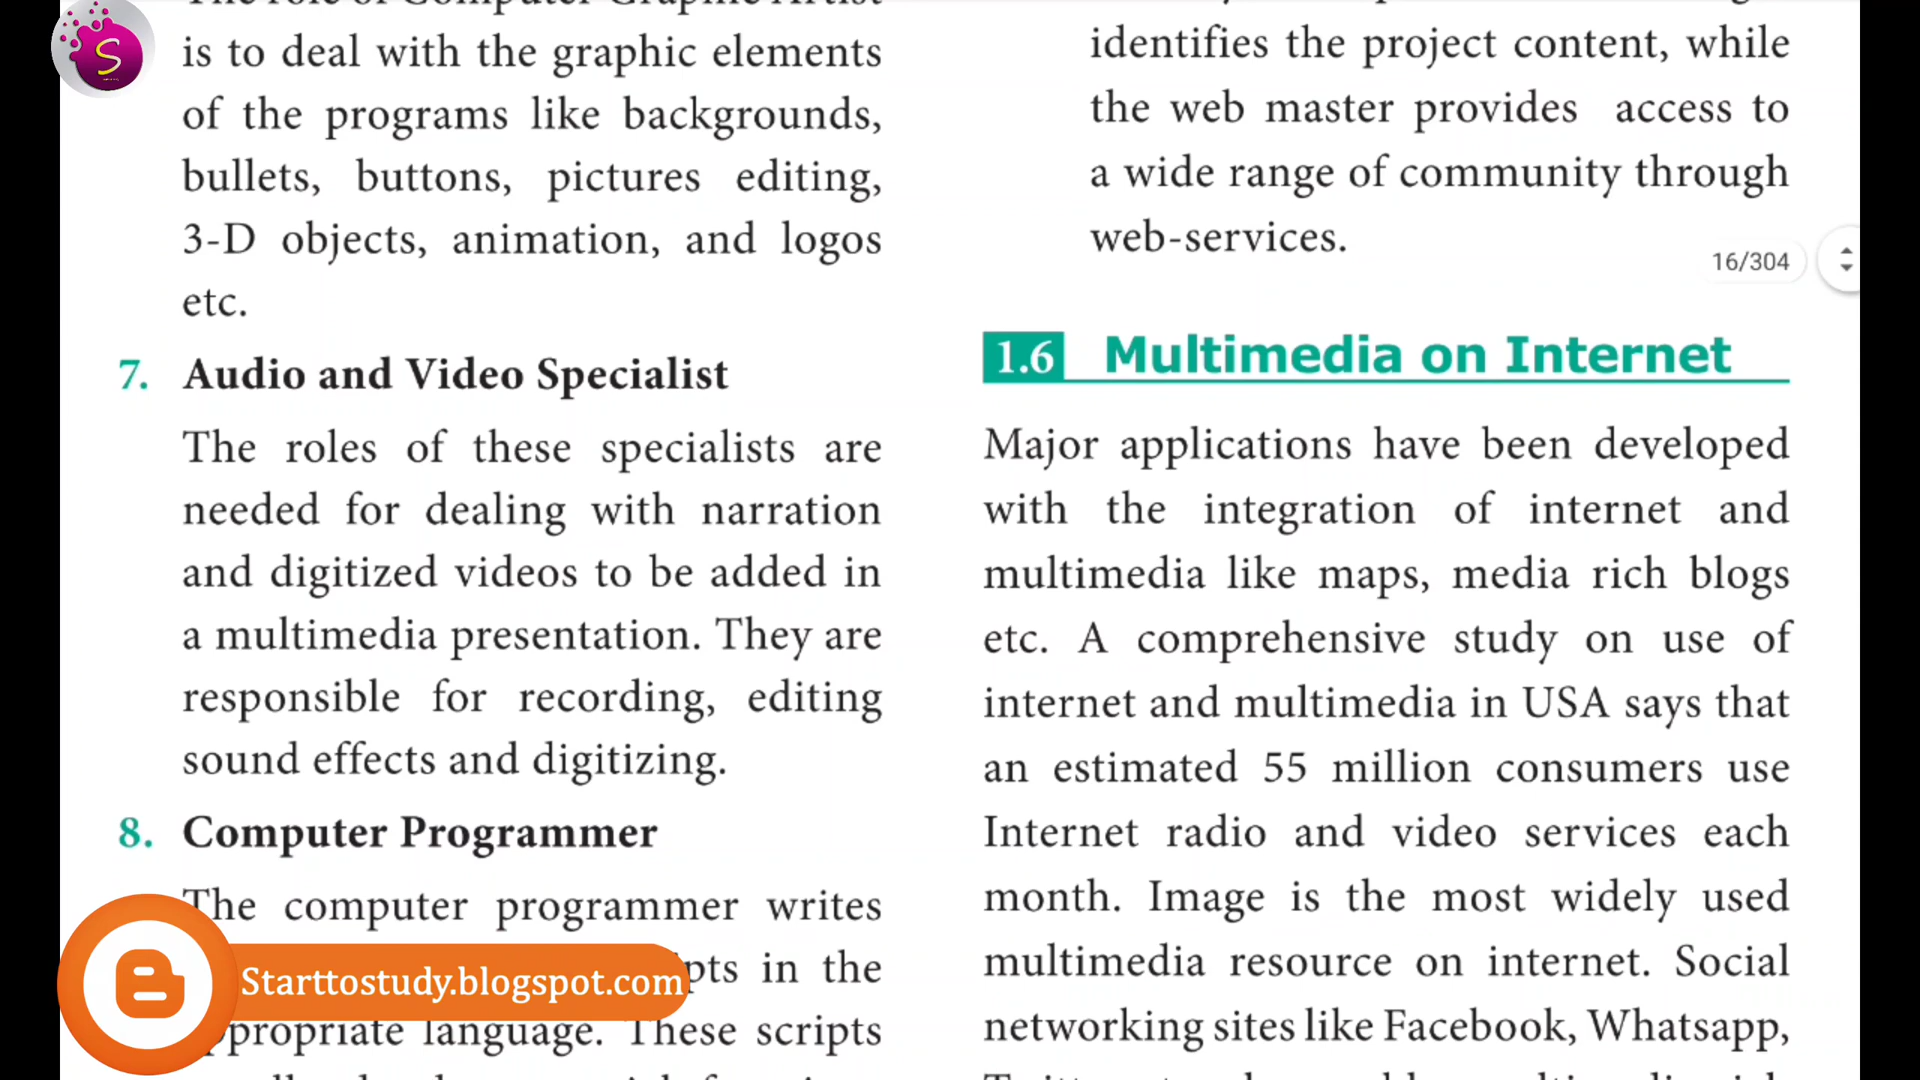 The role of Computer Graphic Artist
is to deal with the graphic elements
of the programs like backgrounds,
bullets, buttons, pictures editing,
3-D objects, animation, and logos
etc.
7. Audio and Video Specialist
The roles of these specialists are
needed for dealing with narration
and digitized videos to be added in
a multimedia presentation. They are
responsible for recording, editing
sound effects and digitizing.
8. Computer Programmer
The computer programmer writes
pts in the
ppropriate language. These scripts
identifies the project content, while
the web master provides access to
a wide range of community through
web-services.
1.6 Multimedia on Internet
Major applications have been developed
with the integration of internet and
multimedia like maps, media rich blogs
etc. A comprehensive study on use of
internet and multimedia in USA says that
an estimated 55 million consumers use
Internet radio and video services each
month. Image is the most widely used
multimedia resource on internet. Social
networking sites like Facebook, Whatsapp,
16/304
S
Starttostudy.blogspot.com